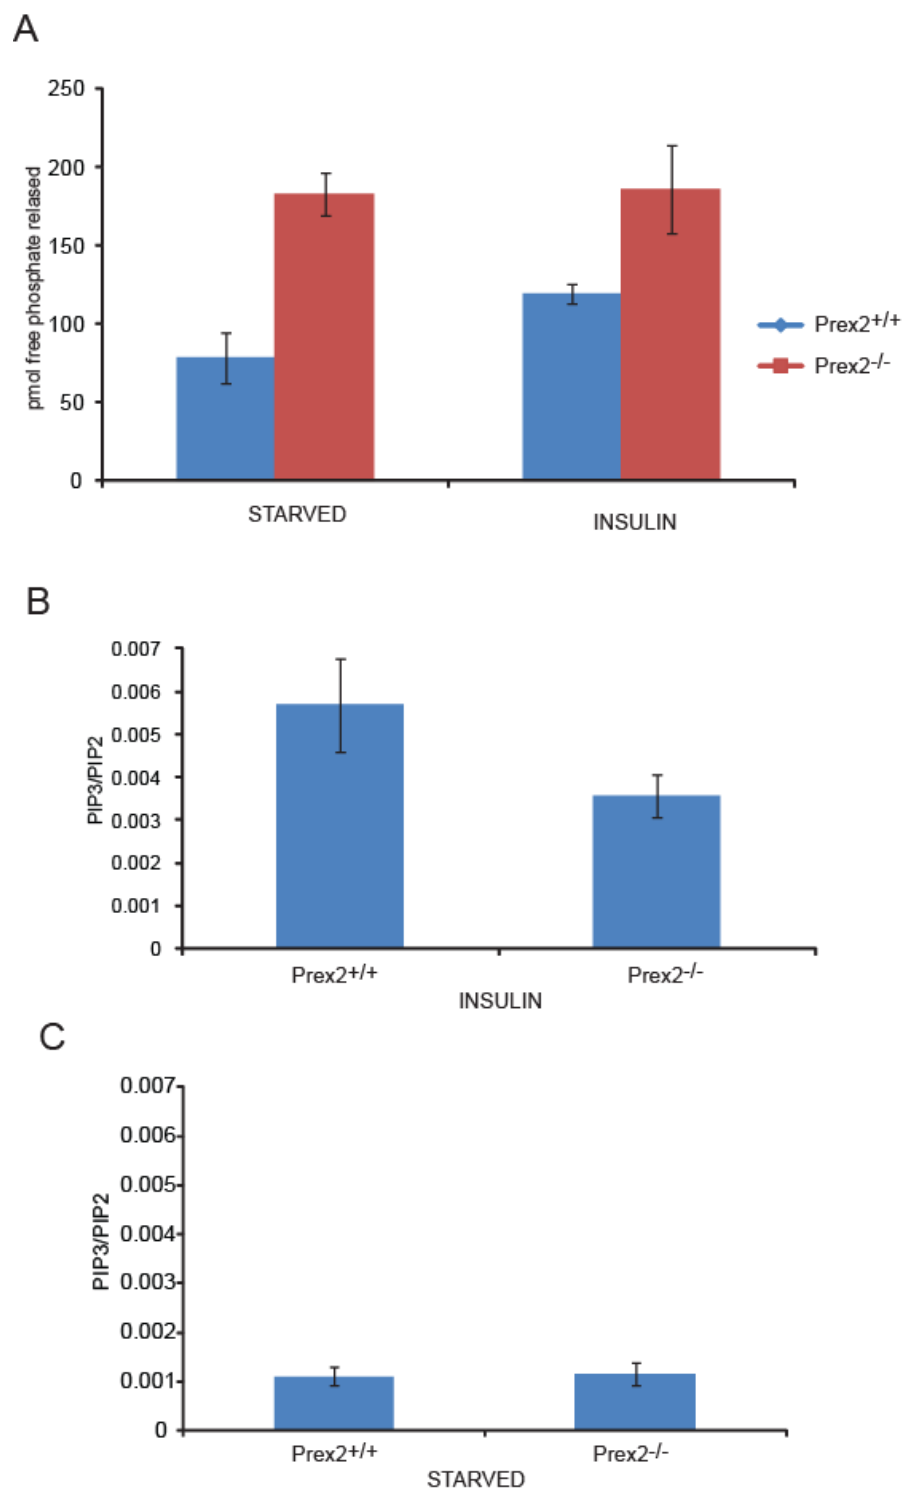 A
250
200
150
100
50
0
pmol free phosphate relased
STARVED
INSULIN
Prex2+/+
Prex2-/-
B
0.007
0.006
0.005
0.004
0.003
0.002
0.001
0
PIP3/PIP2
Prex2+/+
Prex2-/-
INSULIN
C
0.007
0.006
0.005
0.004
0.003
0.002
0.001
0
PIP3/PIP2
Prex2+/+
Prex2-/-
STARVED